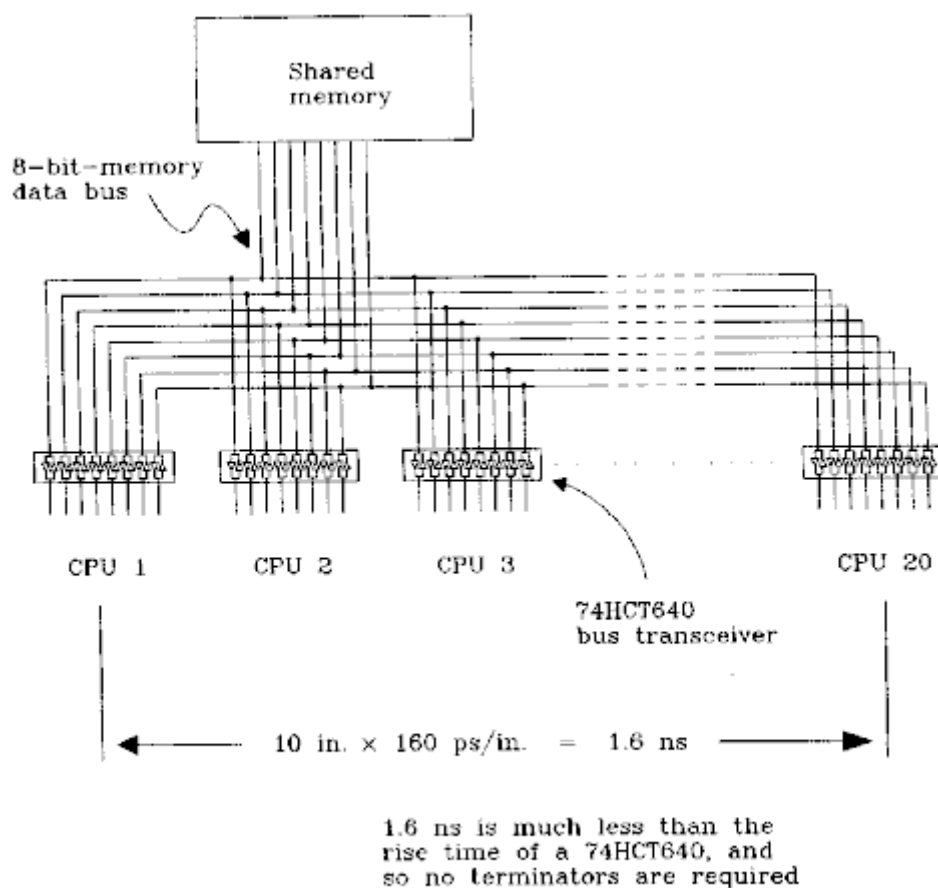 Shared
memory
8-bit-memory
data bus
CPU 1
CPU 2
CPU 3
CPU 20
74HCT640
bus transceiver
10 in. × 160 ps/in. = 1.6 ns
1.6 ns is much less than the
rise time of a 74HCT640, and
so no terminators are required